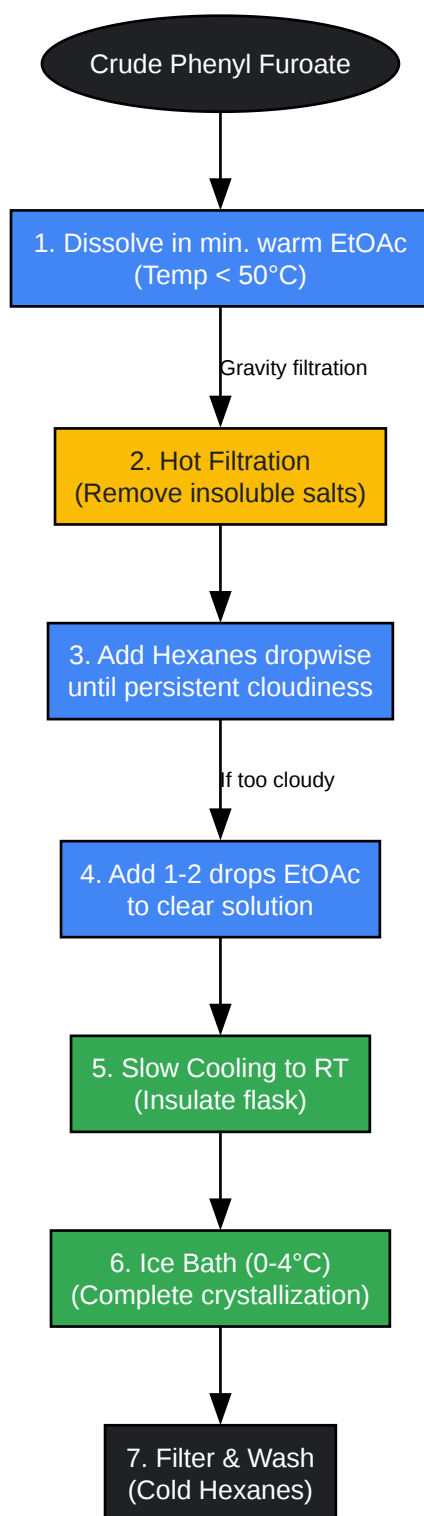 Crude Phenyl Furoate
1. Dissolve in min. warm EtOAc
(Temp < 50°C)
Gravity filtration
2. Hot Filtration
(Remove insoluble salts)
3. Add Hexanes dropwise
until persistent cloudiness
If too cloudy
4. Add 1-2 drops EtOAc
to clear solution
5. Slow Cooling to RT
(Insulate flask)
6. Ice Bath (0-4°C)
(Complete crystallization)
7. Filter & Wash
(Cold Hexanes)